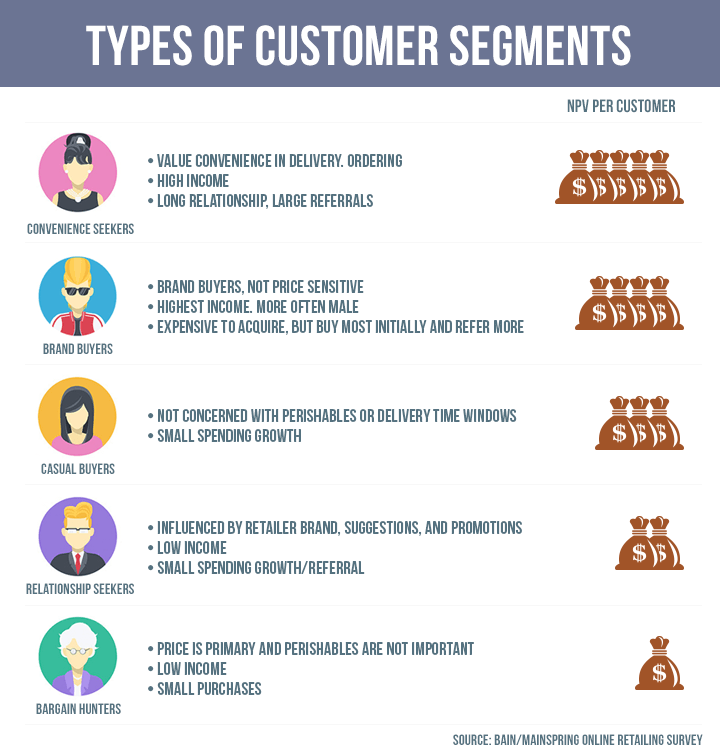 TYPES OF CUSTOMER SEGMENTS
NPV PER CUSTOMER
• VALUE CONVENIENCE IN DELIVERY. ORDERING
• HIGH INCOME
• LONG RELATIONSHIP, LARGE REFERRALS
CONVENIENCE SEEKERS
$ $ $ $ $
• BRAND BUYERS, NOT PRICE SENSITIVE
• HIGHEST INCOME. MORE OFTEN MALE
• EXPENSIVE TO ACQUIRE, BUT BUY MOST INITIALLY AND REFER MORE
BRAND BUYERS
$ $ $ $
• NOT CONCERNED WITH PERISHABLES OR DELIVERY TIME WINDOWS
• SMALL SPENDING GROWTH
CASUAL BUYERS
$ $ $
• INFLUENCED BY RETAILER BRAND, SUGGESTIONS, AND PROMOTIONS
• LOW INCOME
• SMALL SPENDING GROWTH/REFERRAL
RELATIONSHIP SEEKERS
$ $
• PRICE IS PRIMARY AND PERISHABLES ARE NOT IMPORTANT
• LOW INCOME
• SMALL PURCHASES
BARGAIN HUNTERS
$
SOURCE: BAIN/MAINSPRING ONLINE RETAILING SURVEY